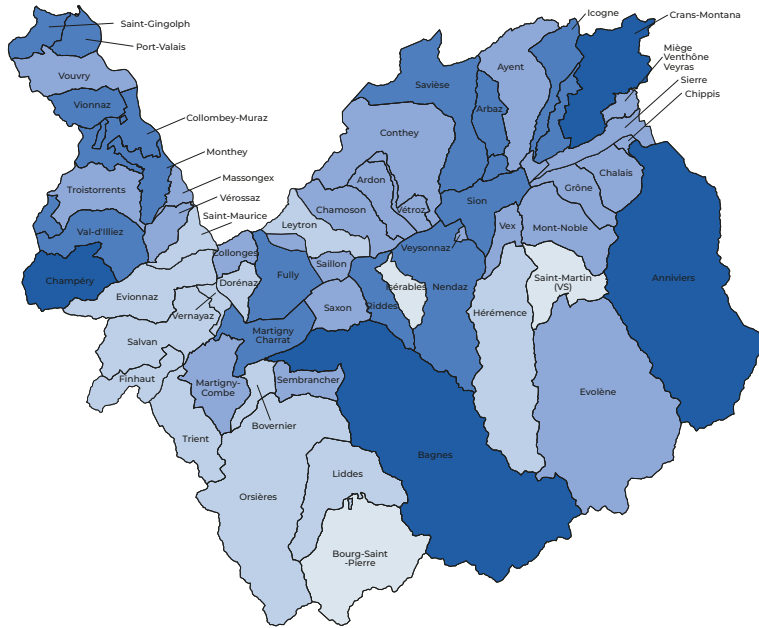 Saint-Gingolph
Port-Valais
Vouvry
Vionnaz
Collombey-Muraz
Monthey
Massongex
Vérossaz
Saint-Maurice
Troistorrents
Val-d'Illiez
Champéry
Evionnaz
Collonges
Dorénaz
Vernayaz
Salvan
Finhaut
Trient
Martigny-
Combe
Martigny
Charrat
Fully
Leytron
Saillon
Saxon
Chamoson
Ardon
Conthey
Vétroz
Savièse
Arbaz
Ayent
Icogne
Crans-Montana
Miège
Venthône
Veyras
Sierre
Chippis
Chalais
Grône
Mont-Noble
Sion
Vex
Veysonnaz
Nendaz
Isérables
Riddes
Hérémence
Saint-Martin
(VS)
Anniviers
Evolène
Sembrancher
Bovernier
Bagnes
Orsières
Liddes
Bourg-Saint
-Pierre